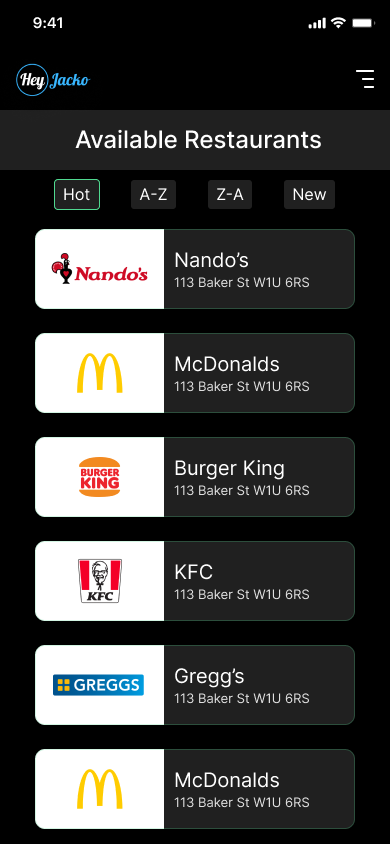 9:41
Hey Jacko
Available Restaurants
Hot A-Z Z-A New
Nando's
Nando’s
113 Baker St W1U 6RS
McDonalds
113 Baker St W1U 6RS
BURGER
KING
Burger King
113 Baker St W1U 6RS
KFC
KFC
113 Baker St W1U 6RS
GREGGS
Gregg’s
113 Baker St W1U 6RS
McDonalds
113 Baker St W1U 6RS